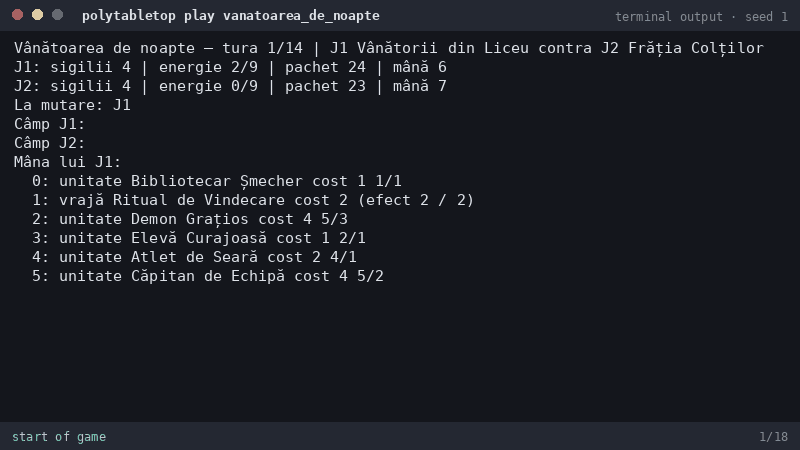 polytabletop play vanatoarea_de_noapte
terminal output · seed 1
Vânătoarea de noapte — tura 1/14 | J1 Vânătorii din Liceu contra J2 Frăția Colților
J1: sigilii 4 | energie 2/9 | pachet 24 | mână 6
J2: sigilii 4 | energie 0/9 | pachet 23 | mână 7
La mutare: J1
Câmp J1:
Câmp J2:
Mâna lui J1:
0: unitate Bibliotecar Șmecher cost 1 1/1
1: vrajă Ritual de Vindecare cost 2 (efect 2 / 2)
2: unitate Demon Grațios cost 4 5/3
3: unitate Elevă Curajoasă cost 1 2/1
4: unitate Atlet de Seară cost 2 4/1
5: unitate Căpitan de Echipă cost 4 5/2
start of game
1/18